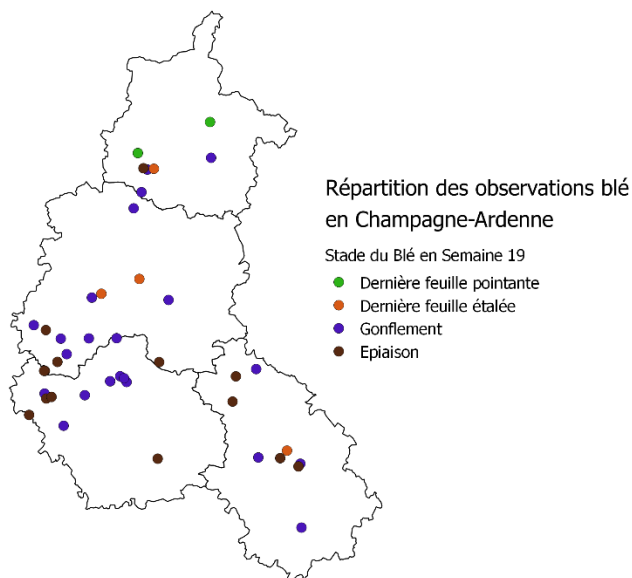 Répartition des observations blé
en Champagne-Ardenne
Stade du Blé en Semaine 19
Dernière feuille pointante
Dernière feuille étalée
Gonflement
Epiaison